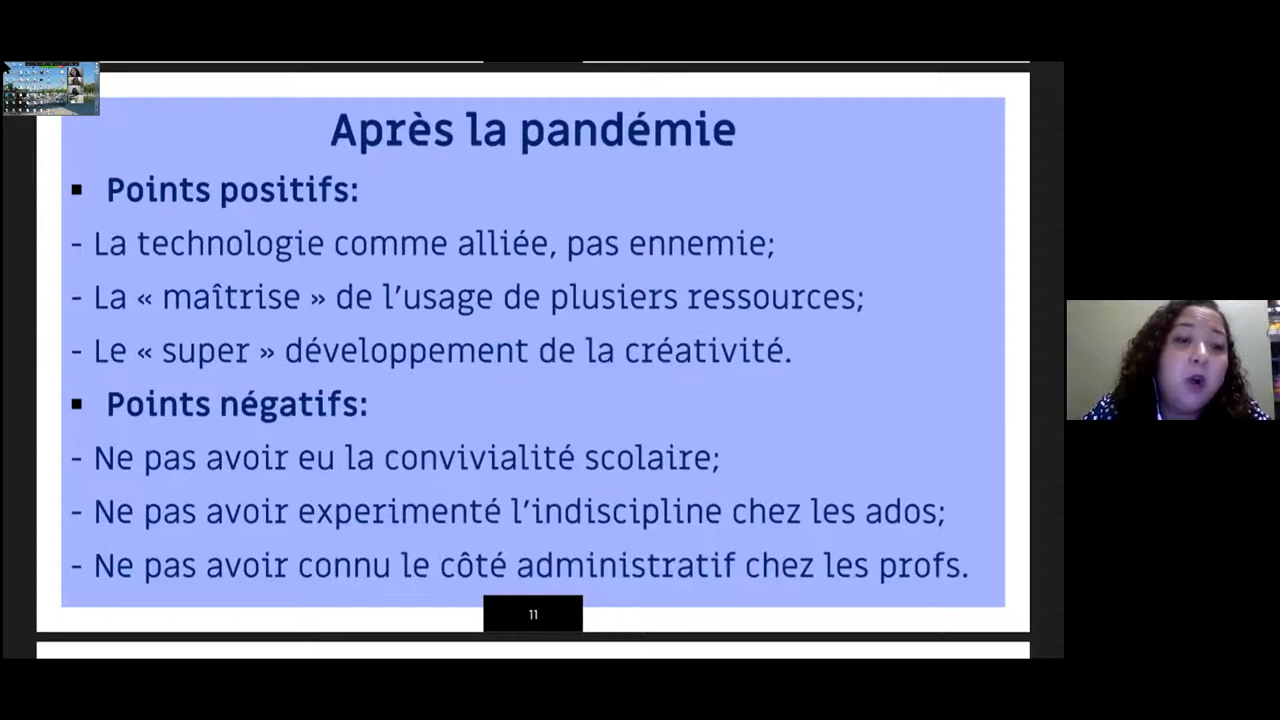 Après la pandémie
▪ Points positifs:
- La technologie comme alliée, pas ennemie;
- La « maîtrise » de l’usage de plusiers ressources;
- Le « super » développement de la créativité.
▪ Points négatifs:
- Ne pas avoir eu la convivialité scolaire;
- Ne pas avoir experimenté l’indiscipline chez les ados;
- Ne pas avoir connu le côté administratif chez les profs.
11